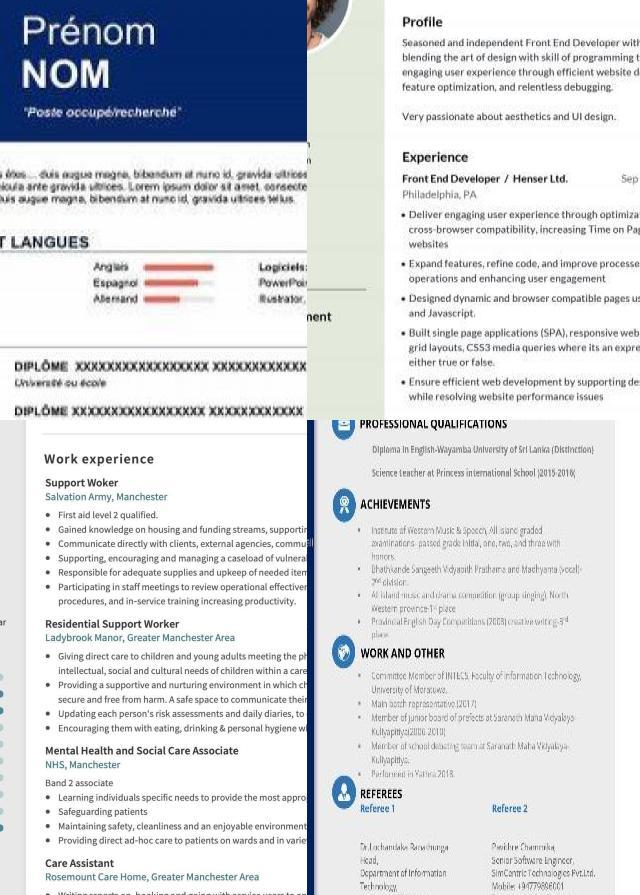 Prénom
NOM
"Poste occupé/recherché"
duis augue magna, bibendum at nunc id, gravida ultrices
ante gravida ultrices. Lorem ipsum dolor sit amet, consecte
augue magna, bibendum at nunc id, gravida ultrices tellus.
T LANGUES
Anglais
Logiciels:
Espagnol
PowerPoi
Allemand
Illustrator,
DIPLÔME XXXXXXXXXXXXXXXXX XXXXXXXXXXXX
Université ou école
DIPLÔME XXXXXXXXXXXXXXXXX XXXXXXXXXXX
ment
Profile
Seasoned and independent Front End Developer with
blending the art of design with skill of programming t
engaging user experience through efficient website d
feature optimization, and relentless debugging.
Very passionate about aesthetics and UI design.
Experience
Front End Developer / Henser Ltd. Sep
Philadelphia, PA
• Deliver engaging user experience through optimiza
cross-browser compatibility, increasing Time on Pag
websites
• Expand features, refine code, and improve processe
operations and enhancing user engagement
• Designed dynamic and browser compatible pages us
and Javascript.
• Built single page applications (SPA), responsive web
grid layouts, CSS3 media queries where its an expre
either true or false.
• Ensure efficient web development by supporting de
while resolving website performance issues
ar
Work experience
Support Woker
Salvation Army, Manchester
• First aid level 2 qualified.
• Gained knowledge on housing and funding streams, supportin
• Communicate directly with clients, external agencies, commu
• Supporting, encouraging and managing a caseload of vulnera
• Responsible for adequate supplies and upkeep of needed item
• Participating in staff meetings to review operational effectiver
procedures, and in-service training increasing productivity.
Residential Support Worker
Ladybrook Manor, Greater Manchester Area
• Giving direct care to children and young adults meeting the ph
intellectual, social and cultural needs of children within a care
• Providing a supportive and nurturing environment in which ch
secure and free from harm. A safe space to communicate their
• Updating each person's risk assessments and daily diaries, to
• Encouraging them with eating, drinking & personal hygiene wi
Mental Health and Social Care Associate
NHS, Manchester
Band 2 associate
• Learning individuals specific needs to provide the most appro
• Safeguarding patients
• Maintaining safety, cleanliness and an enjoyable environment
• Providing direct ad-hoc care to patients on wards and in varie
Care Assistant
Rosemount Care Home, Greater Manchester Area
PROFESSIONAL QUALIFICATIONS
Diploma in English-Wayamba University of Sri Lanka (Distinction)
Science teacher at Princess international School )2015-2016(
ACHIEVEMENTS
• Institute of Western Music & Speech, All island graded
examinations- passed grade initial, one, two, and three with
honors.
• Bhathkande Sangeeth Vidyapith Prathama and Madhyama (vocal)-
2nd division.
• All island music and drama competition (group singing), North
Western province-1st place
• Provincial English Day Competitions (2008) creative writing-3rd
place
WORK AND OTHER
• Committee Member of INTECS, Faculty of Information Technology,
University of Moratuwa.
• Main batch representative (2017)
• Member of junior board of prefects at Saranath Maha Vidyalaya-
Kuliyapitiya(2006-2010)
• Member of school debating team at Saranath Maha Vidyalaya-
Kuliyapitiya.
• Performed in Yathra 2018.
REFEREES
Referee 1 Referee 2
Dr.Lochandaka Ranathunga
Head,
Department of Information
Technology,
Pavithra Chammika,
Senior Software Engineer,
SimCentric Technologies Pvt.Ltd.
Mobile: +94779896001